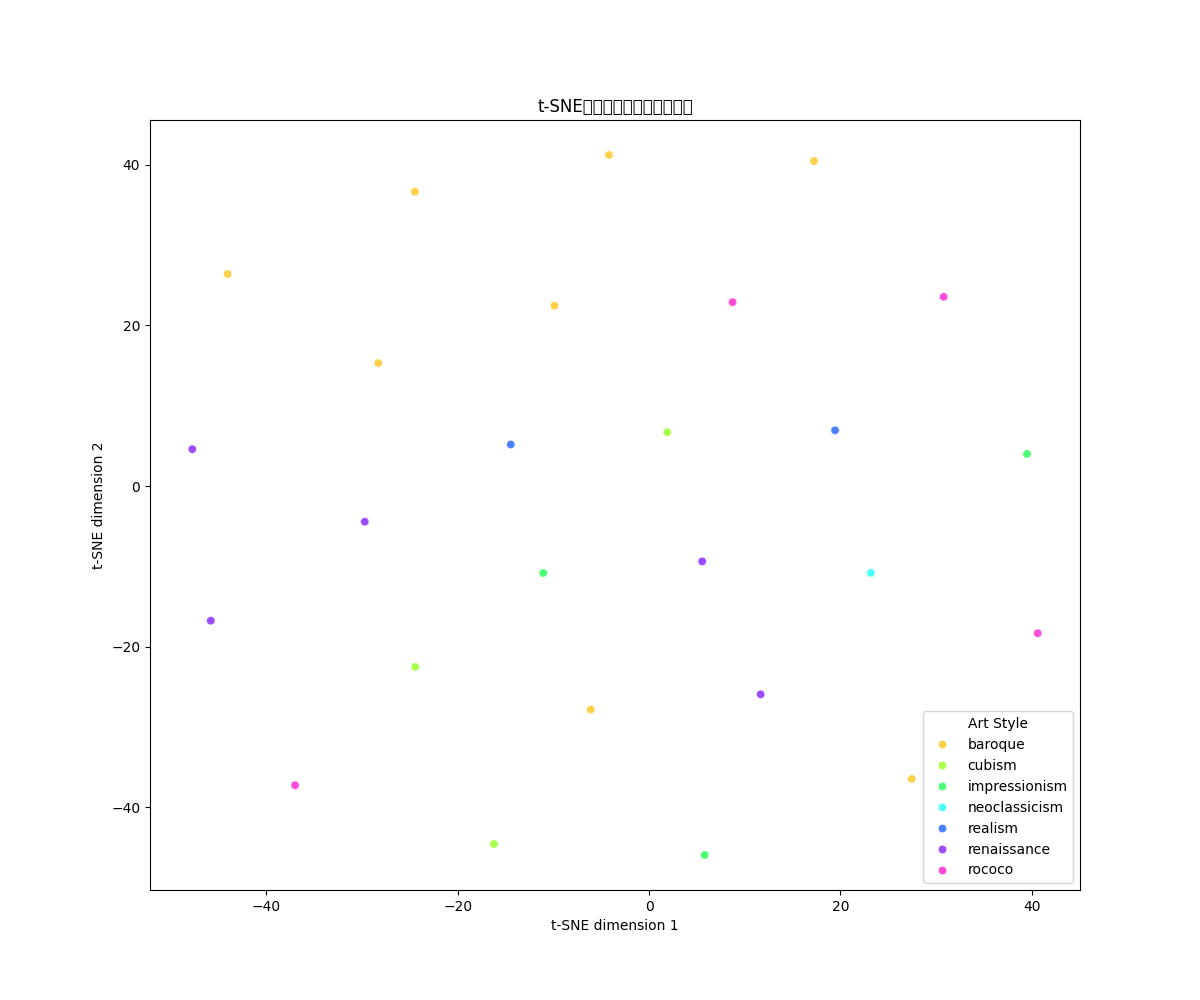 t-SNE
40
20
0
−20
−40
t-SNE dimension 2
−40
−20
0
20
40
t-SNE dimension 1
Art Style
baroque
cubism
impressionism
neoclassicism
realism
renaissance
rococo